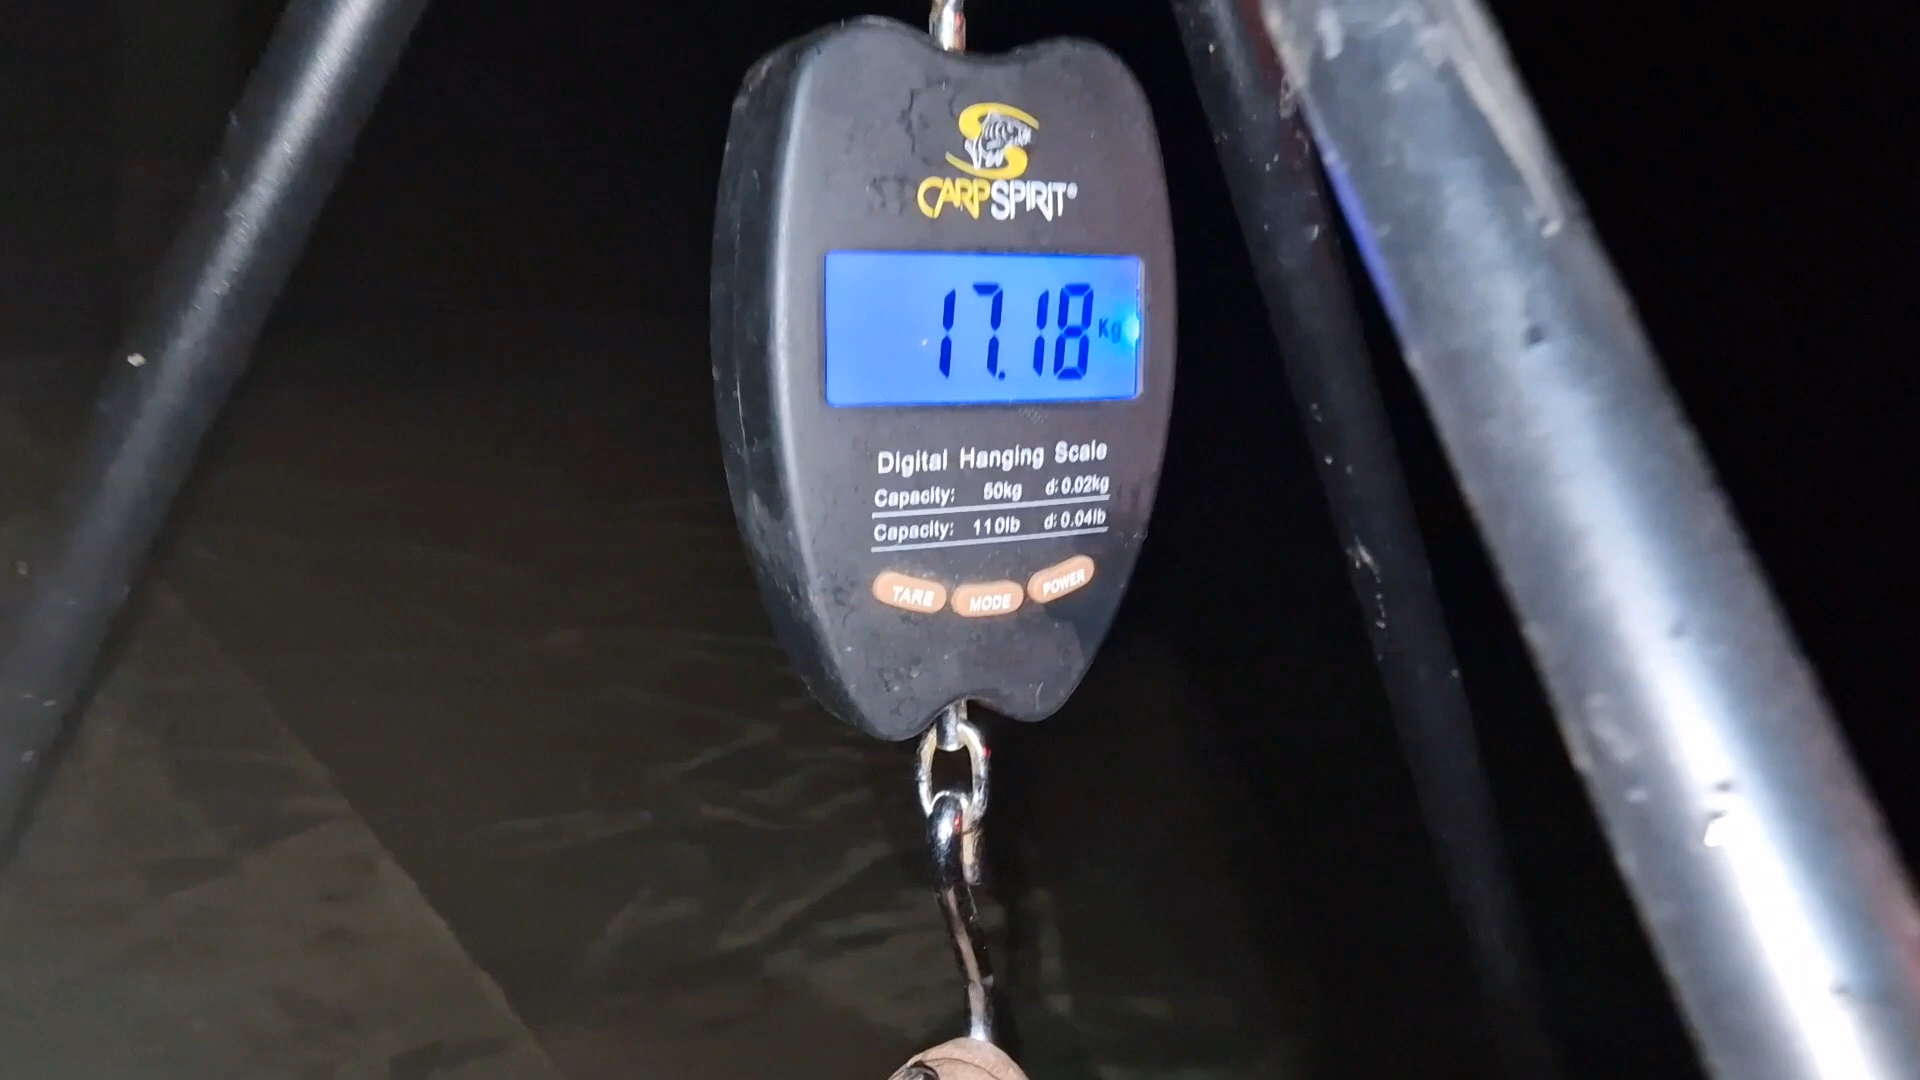 CARPSPIRIT®
17.18 Kg
Digital Hanging Scale
Capacity: 50kg d: 0.02kg
Capacity: 110lb d: 0.04lb
TARE MODE POWER